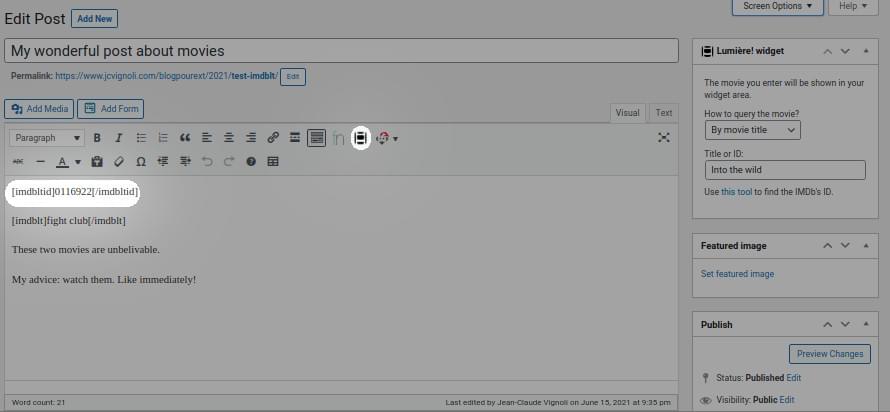 Edit Post Add New
Screen Options ▼ Help ▼
My wonderful post about movies
Permalink: https://www.jcvignoli.com/blogpourext/2021/test-imdblt/ Edit
Add Media Add Form
Visual Text
Paragraph
B I
ABC A Ω
[imdbltid]0116922[/imdbltid]
[imdblt]fight club[/imdblt]
These two movies are unbelivable.
My advice: watch them. Like immediately!
Word count: 21 Last edited by Jean-Claude Vignoli on June 15, 2021 at 9:35 pm
Lumière! widget
The movie you enter will be shown in your
widget area.
How to query the movie?
By movie title
Title or ID:
Into the wild
Use this tool to find the IMDb's ID.
Featured image
Set featured image
Publish
Preview Changes
Status: Published Edit
Visibility: Public Edit